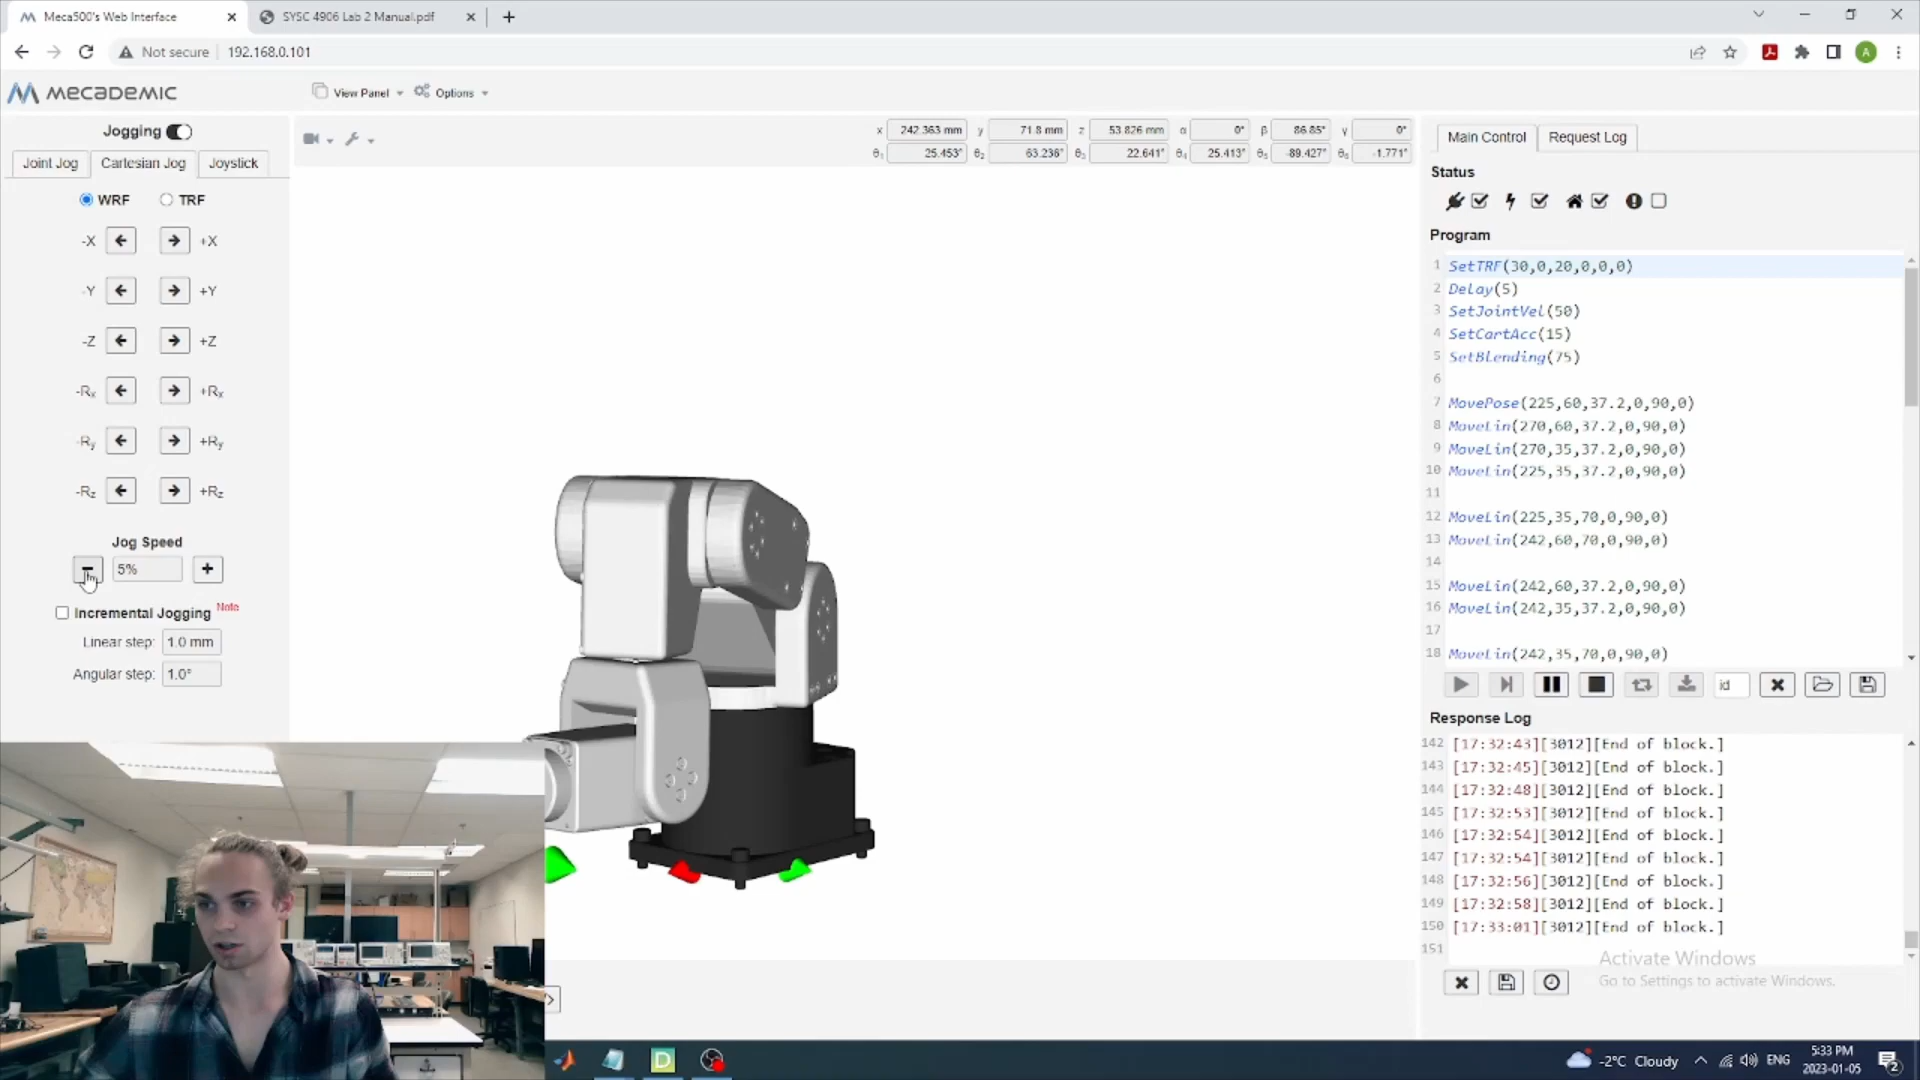 Meca500's Web Interface
SYSC 4906 Lab 2 Manual.pdf
Not secure
192.168.0.101
A
MECADEMIC
View Panel
Options
Jogging
Joint Jog
Cartesian Jog
Joystick
WRF
TRF
-X
+X
-Y
+Y
-Z
+Z
-Rx
+Rx
-Ry
+Ry
-Rz
+Rz
Jog Speed
5%
Incremental Jogging Note
Linear step: 1.0 mm
Angular step: 1.0°
x 242.363 mm y 71.8 mm z 53.826 mm α 0° β 86.85° γ 0°
θ1 25.453° θ2 63.236° θ3 22.641° θ4 25.413° θ5 -89.427° θ6 -1.771°
Main Control
Request Log
Status
Program
1 SetTRF(30,0,20,0,0,0)
2 Delay(5)
3 SetJointVel(50)
4 SetCartAcc(15)
5 SetBlending(75)
6
7 MovePose(225,60,37.2,0,90,0)
8 MoveLin(270,60,37.2,0,90,0)
9 MoveLin(270,35,37.2,0,90,0)
10 MoveLin(225,35,37.2,0,90,0)
11
12 MoveLin(225,35,70,0,90,0)
13 MoveLin(242,60,70,0,90,0)
14
15 MoveLin(242,60,37.2,0,90,0)
16 MoveLin(242,35,37.2,0,90,0)
17
18 MoveLin(242,35,70,0,90,0)
id
Response Log
142 [17:32:43][3012][End of block.]
143 [17:32:45][3012][End of block.]
144 [17:32:48][3012][End of block.]
145 [17:32:53][3012][End of block.]
146 [17:32:54][3012][End of block.]
147 [17:32:54][3012][End of block.]
148 [17:32:56][3012][End of block.]
149 [17:32:58][3012][End of block.]
150 [17:33:01][3012][End of block.]
151
Activate Windows
Go to Settings to activate Windows.
D
-2°C Cloudy
ENG
5:33 PM
2023-01-05
2